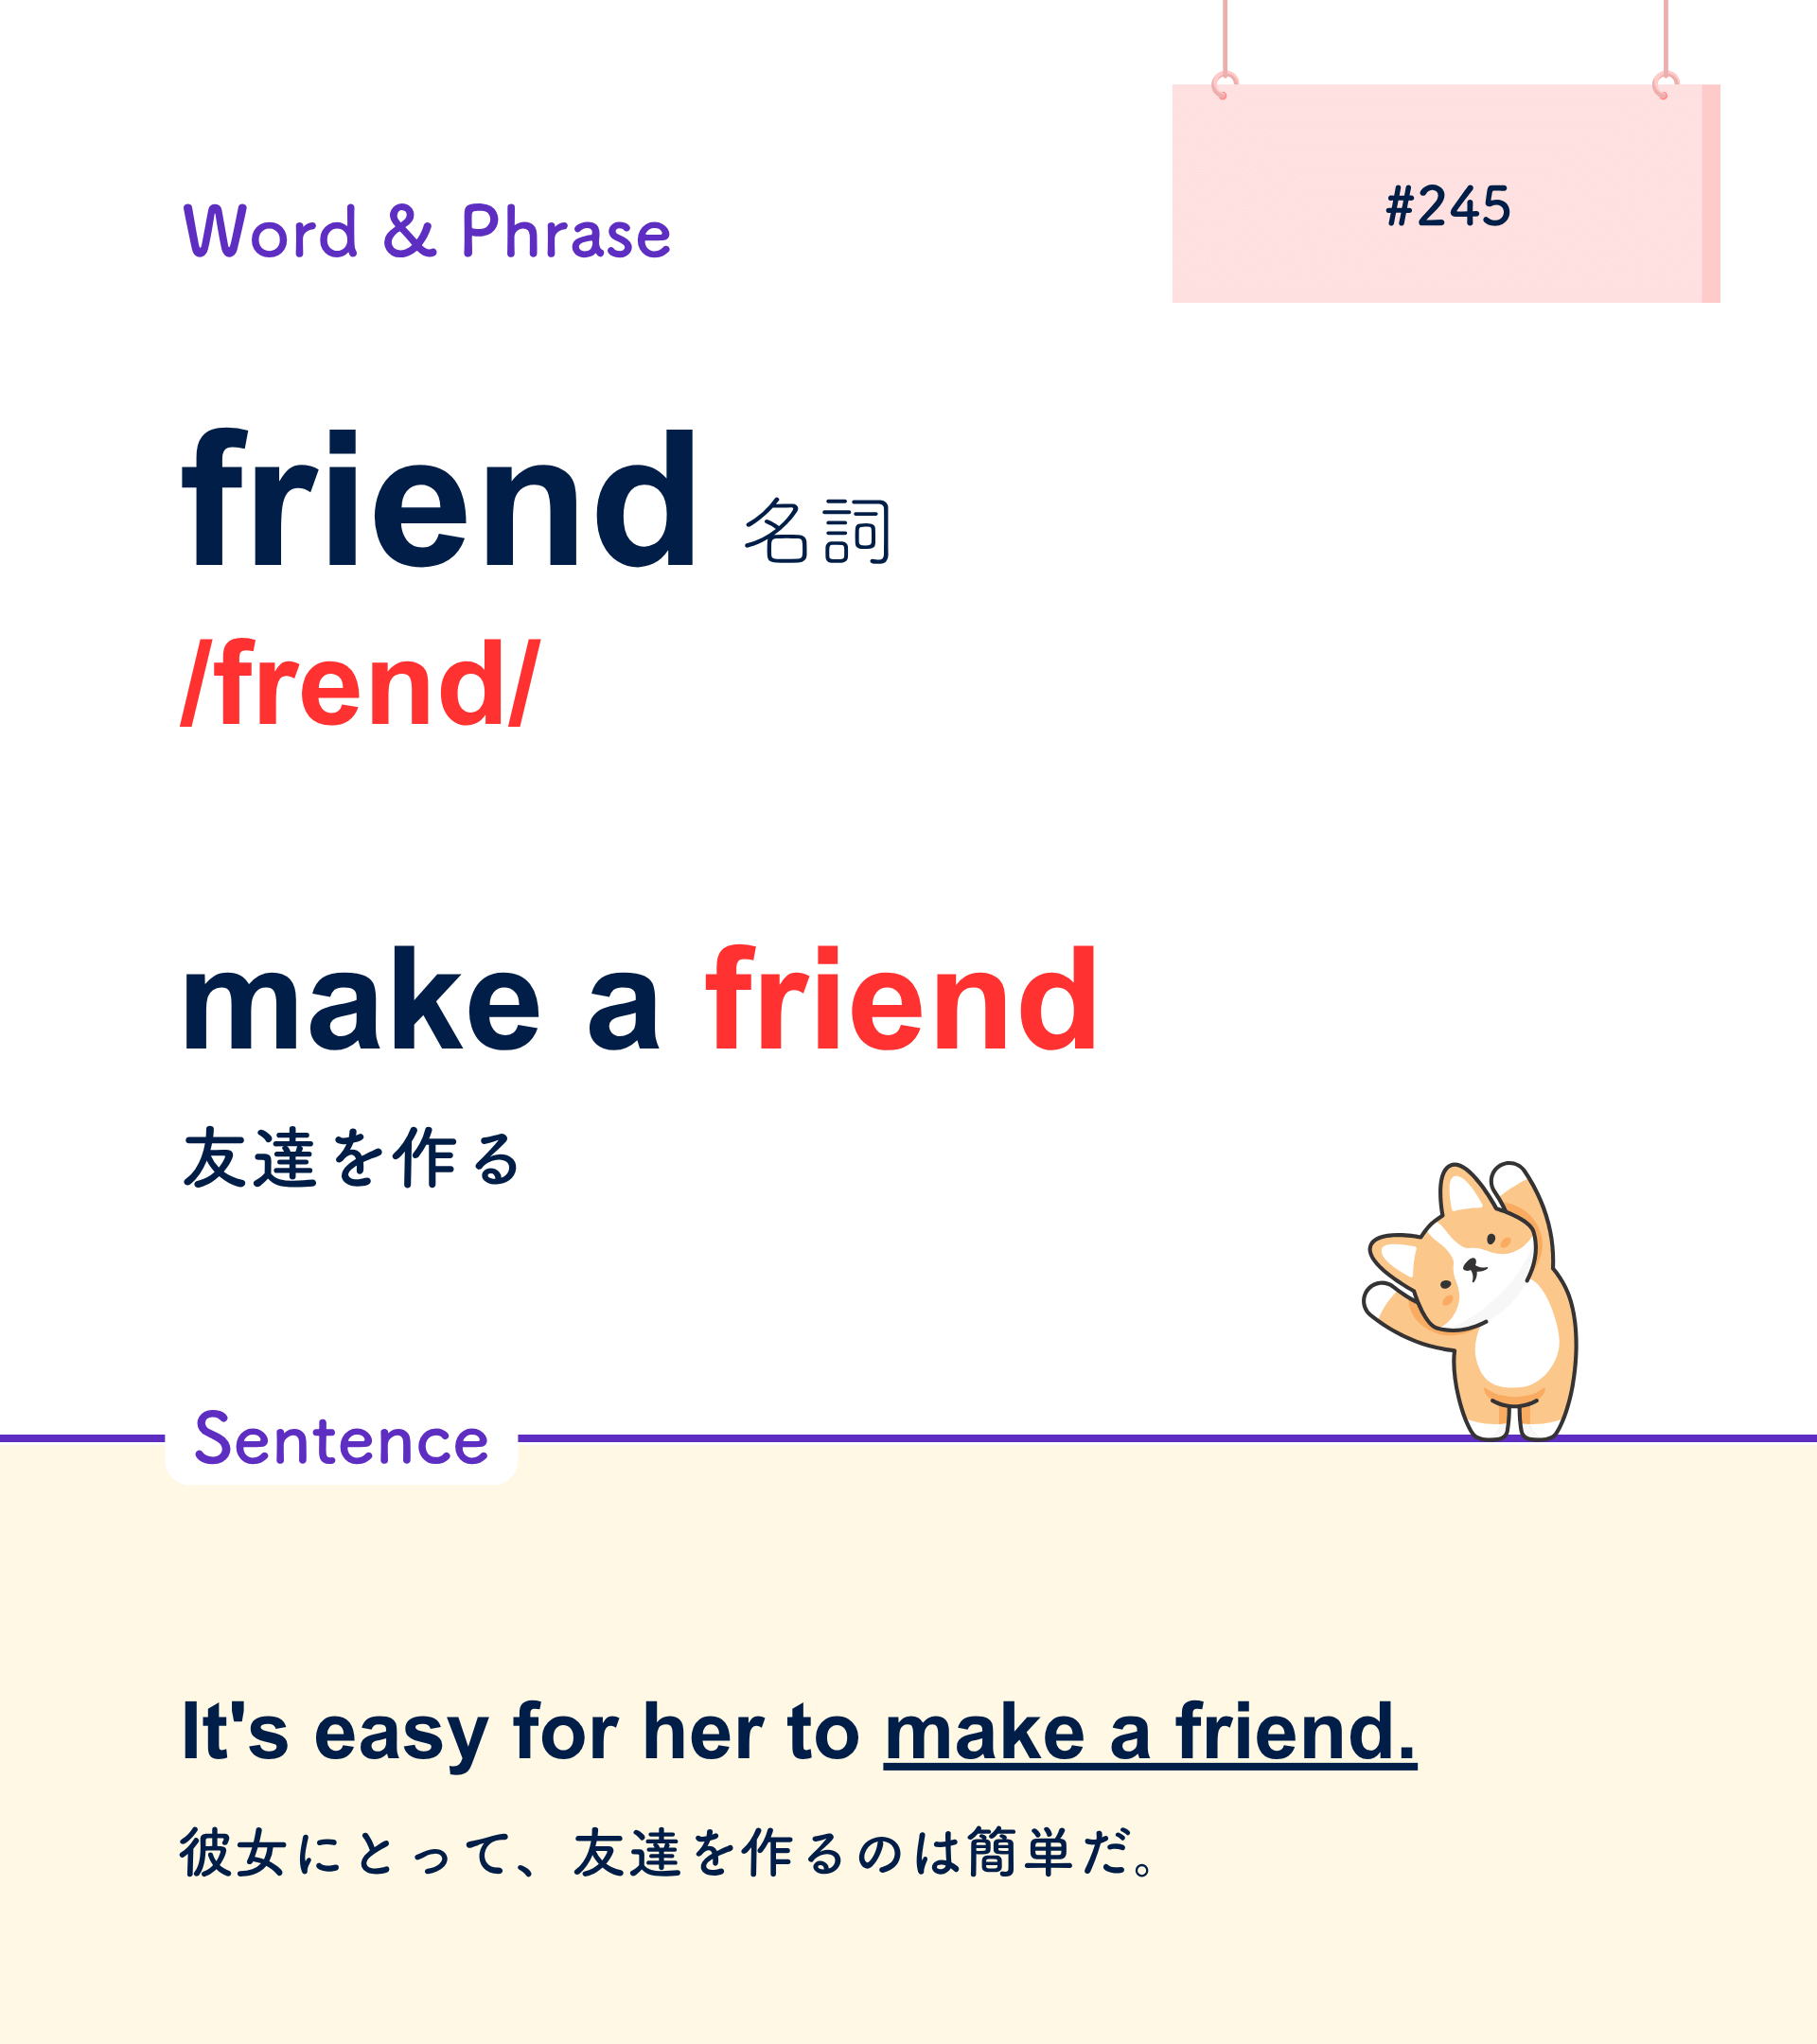 Word & Phrase
#245
friend 名詞
/frend/
make a friend
友達を作る
Sentence
It's easy for her to make a friend.
彼女にとって、友達を作るのは簡単だ。